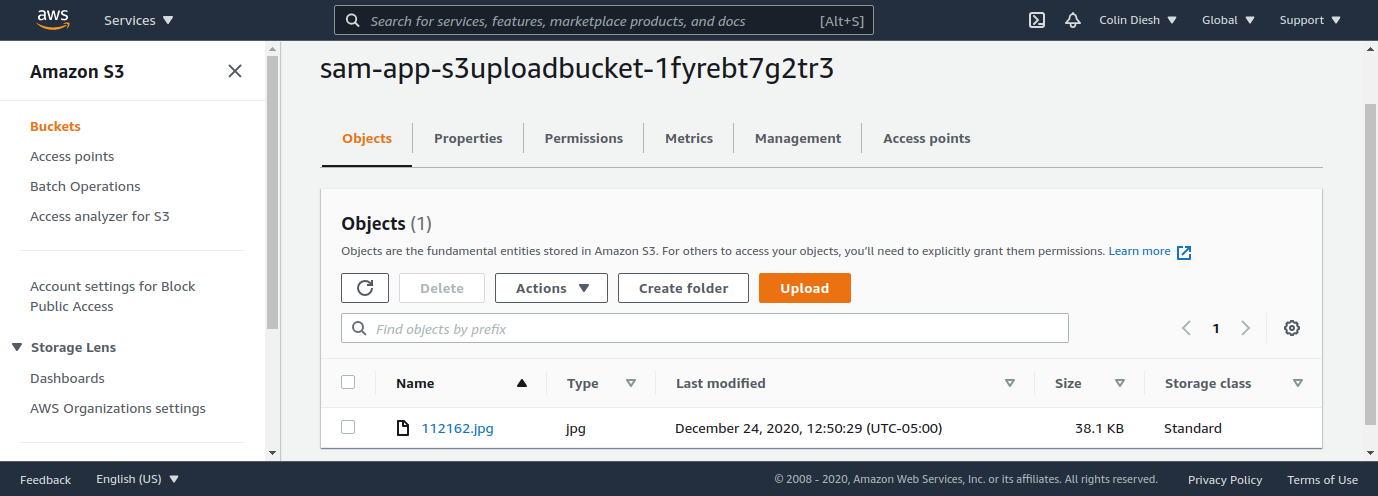 aws Services Search for services, features, marketplace products, and docs [Alt+S] Colin Diesh Global Support
Amazon S3
Buckets
Access points
Batch Operations
Access analyzer for S3
Account settings for Block
Public Access
Storage Lens
Dashboards
AWS Organizations settings
sam-app-s3uploadbucket-1fyrebt7g2tr3
Objects Properties Permissions Metrics Management Access points
Objects (1)
Objects are the fundamental entities stored in Amazon S3. For others to access your objects, you'll need to explicitly grant them permissions. Learn more
Delete Actions Create folder Upload
Find objects by prefix 1
Name Type Last modified Size Storage class
112162.jpg jpg December 24, 2020, 12:50:29 (UTC-05:00) 38.1 KB Standard
Feedback English (US) © 2008 - 2020, Amazon Web Services, Inc. or its affiliates. All rights reserved. Privacy Policy Terms of Use